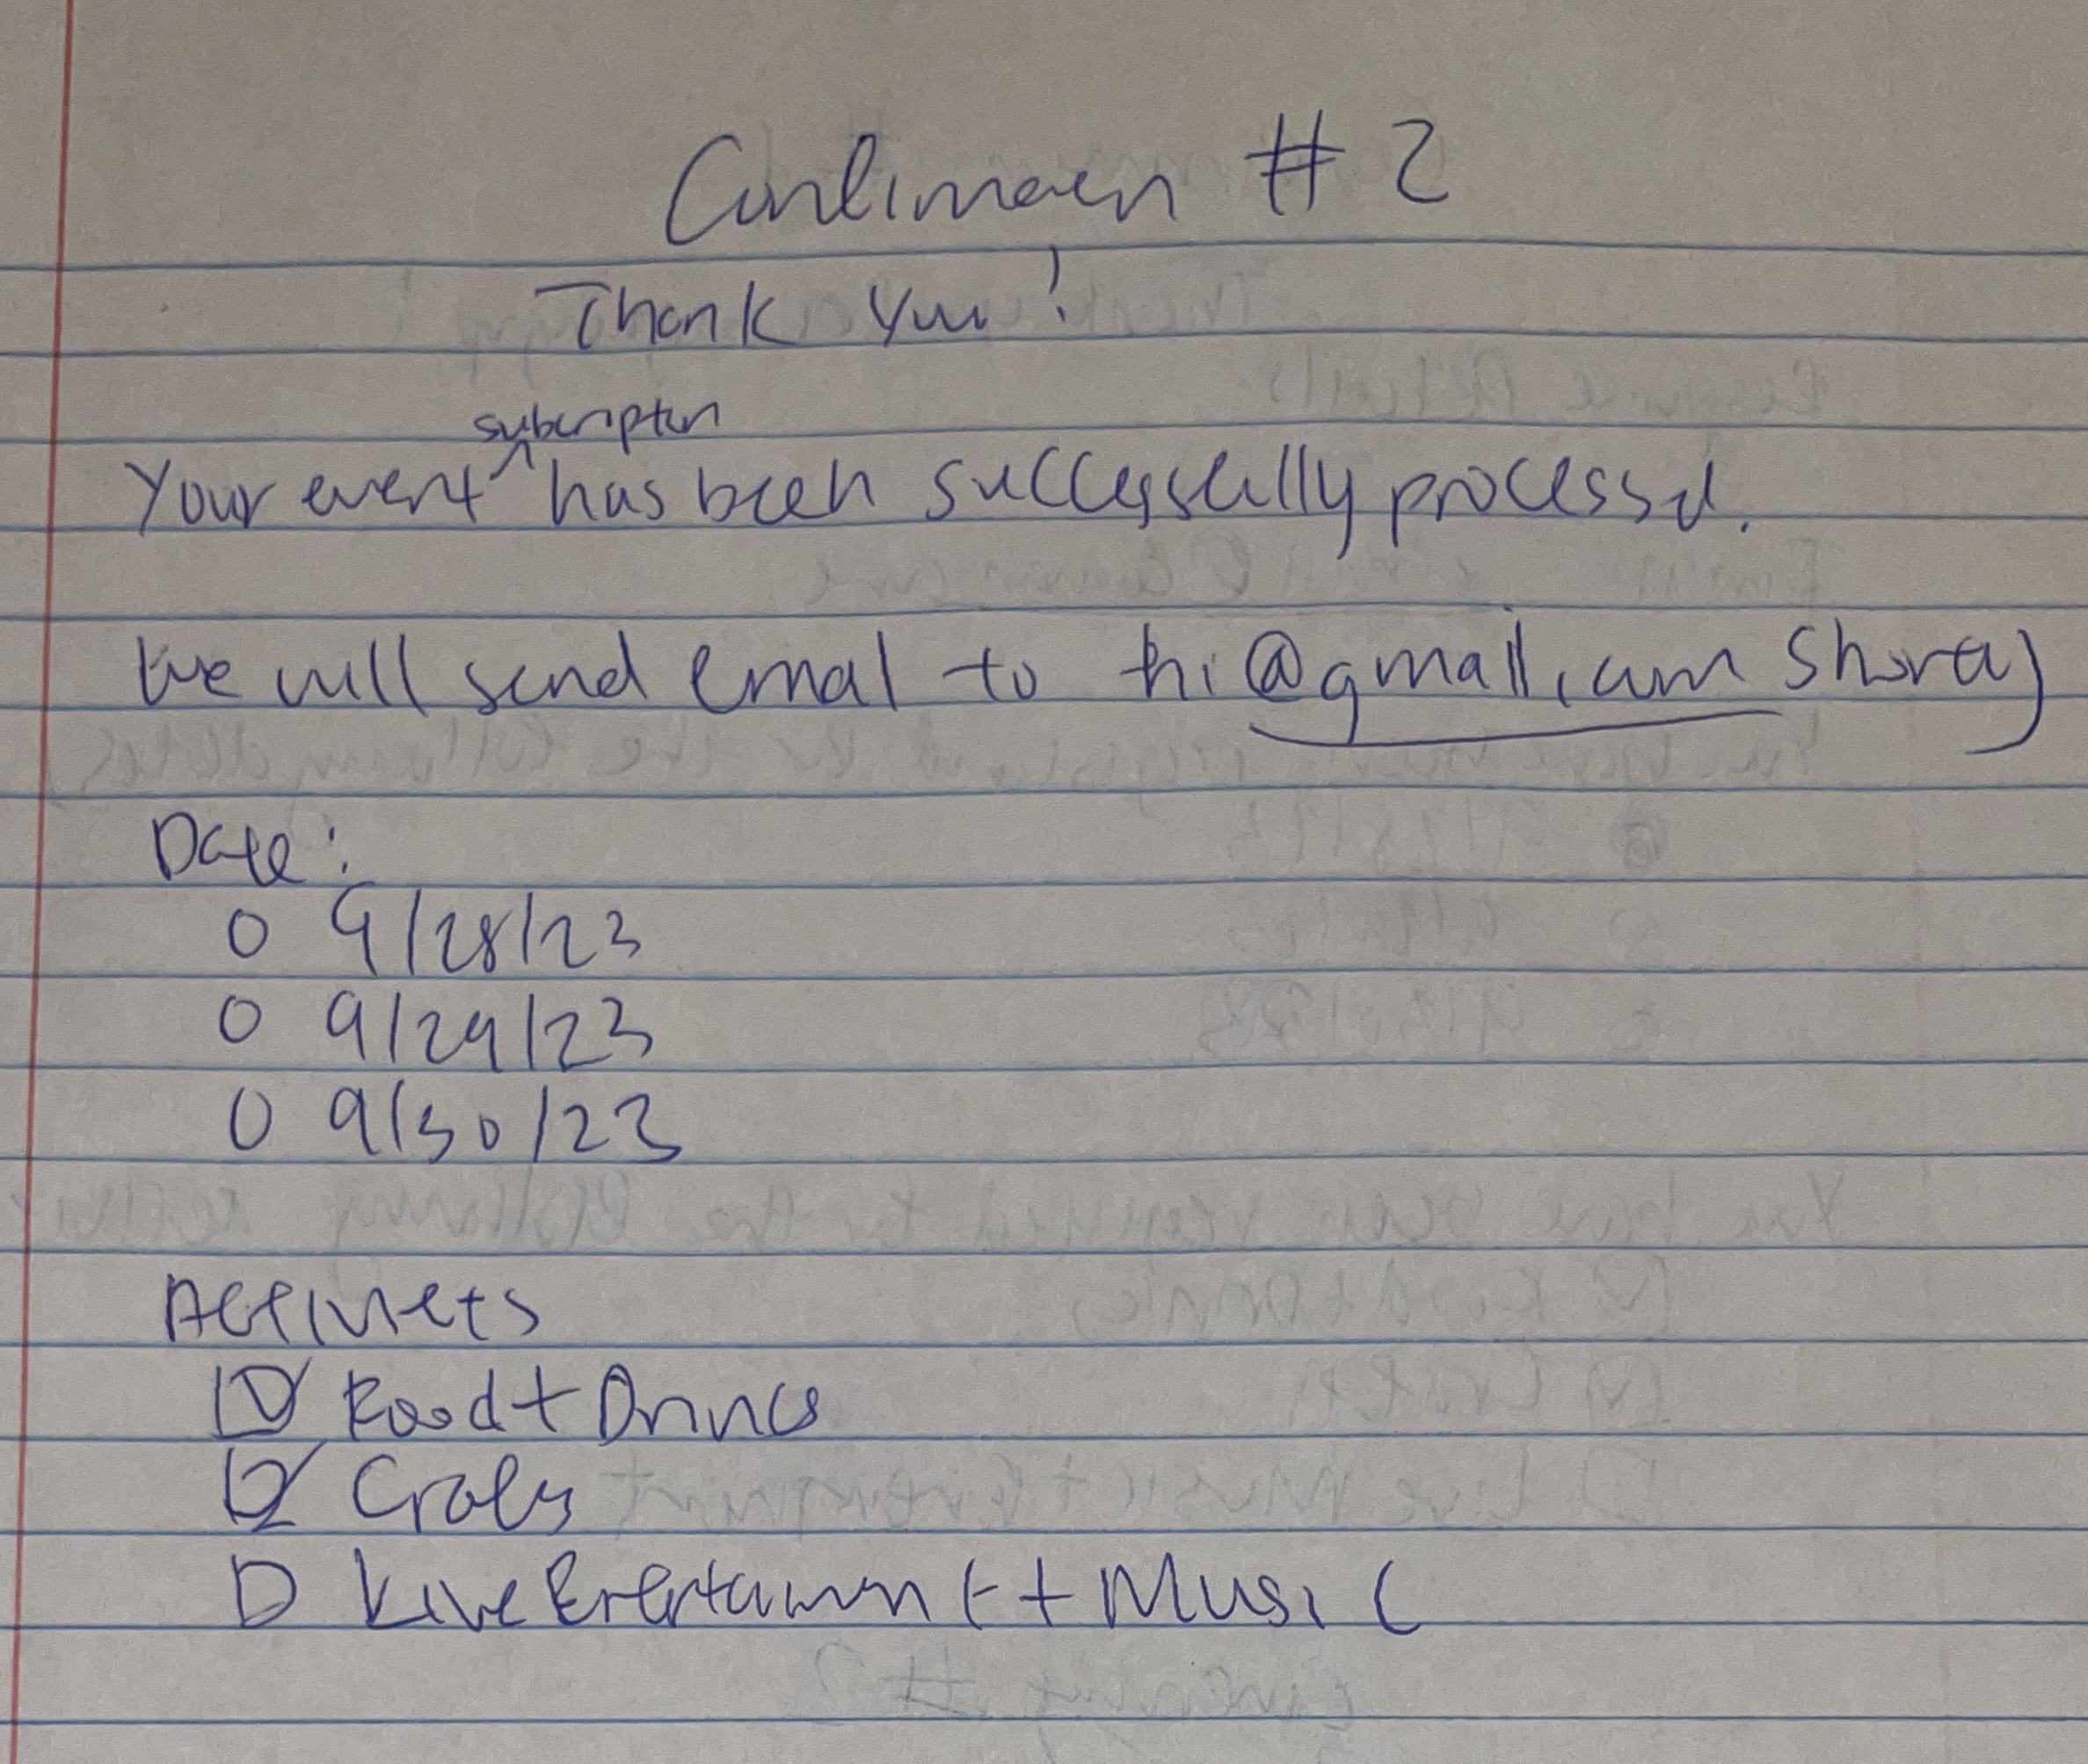 Confirmation # 2
Thank you!
subscription
Your event ^ has been successfully processed.
We will send email to hi@gmail.com Shortly
Date:
O 9/28/23
O 9/29/23
O 9/30/23
Activities
☑ Food + Drinks
☑ Crafts
☐ Live Entertainment + Music